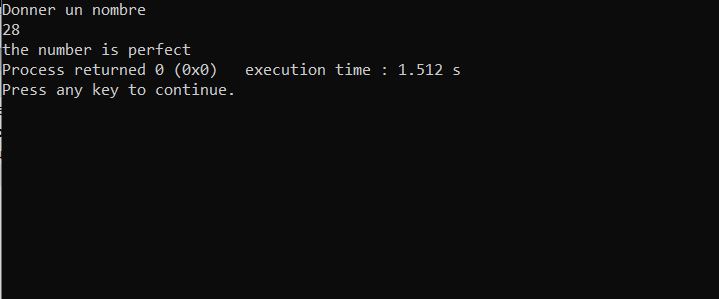 Donner un nombre
28
the number is perfect
Process returned 0 (0x0)   execution time : 1.512 s
Press any key to continue.